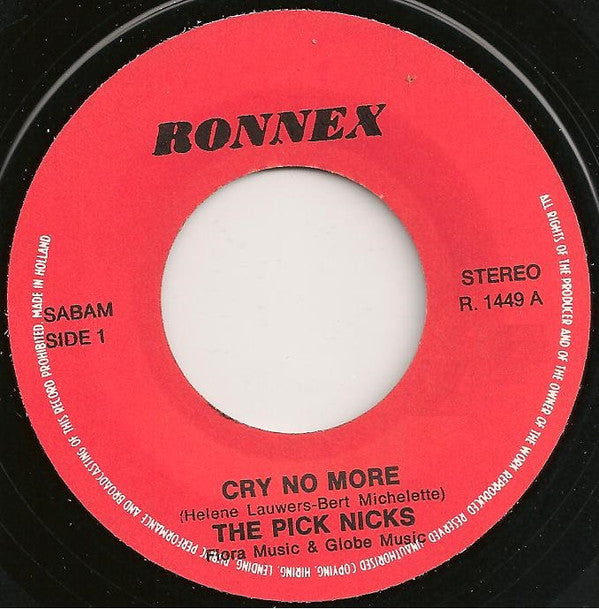 RONNEX
SABAM
SIDE 1
STEREO
R. 1449 A
CRY NO MORE
(Helene Lauwers-Bert Michelette)
THE PICK NICKS
Flora Music & Globe Music
ALL RIGHTS OF THE PRODUCER AND OF THE OWNER OF THE WORK REPRODUCED RESERVED. UNAUTHORISED COPYING, HIRING, LENDING, PUBLIC PERFORMANCE AND BROADCASTING OF THIS RECORD PROHIBITED. MADE IN HOLLAND